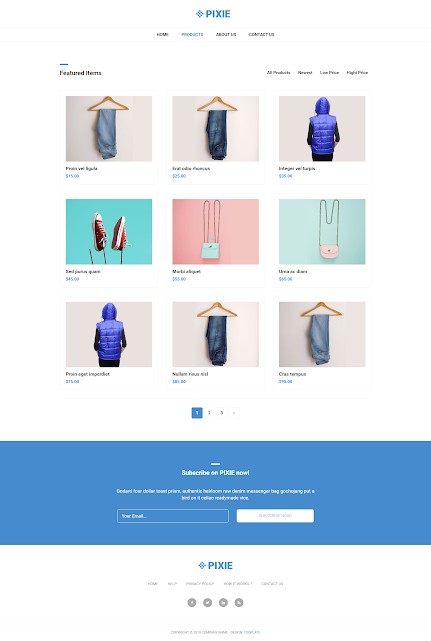 PIXIE
HOME PRODUCTS ABOUT US CONTACT US
Featured Items
All Products Newest Low Price Hight Price
Proin vel ligula
$15.00
Erat odio rhoncus
$25.00
Integer vel turpis
$35.00
Sed purus quam
$45.00
Morbi aliquet
$55.00
Urna ac diam
$65.00
Proin eget imperdiet
$75.00
Nullam risus nisl
$85.00
Cras tempus
$95.00
1 2 3 ›
Subscribe on PIXIE now!
Godard four dollar toast prism, authentic heirloom raw denim messenger bag gochujang put a
bird on it celiac readymade vice.
Your Email...
SUBSCRIBE NOW!
PIXIE
HOME HELP PRIVACY POLICY HOW IT WORKS ? CONTACT US
COPYRIGHT © 2019 COMPANY NAME - DESIGN: TEMPLATE